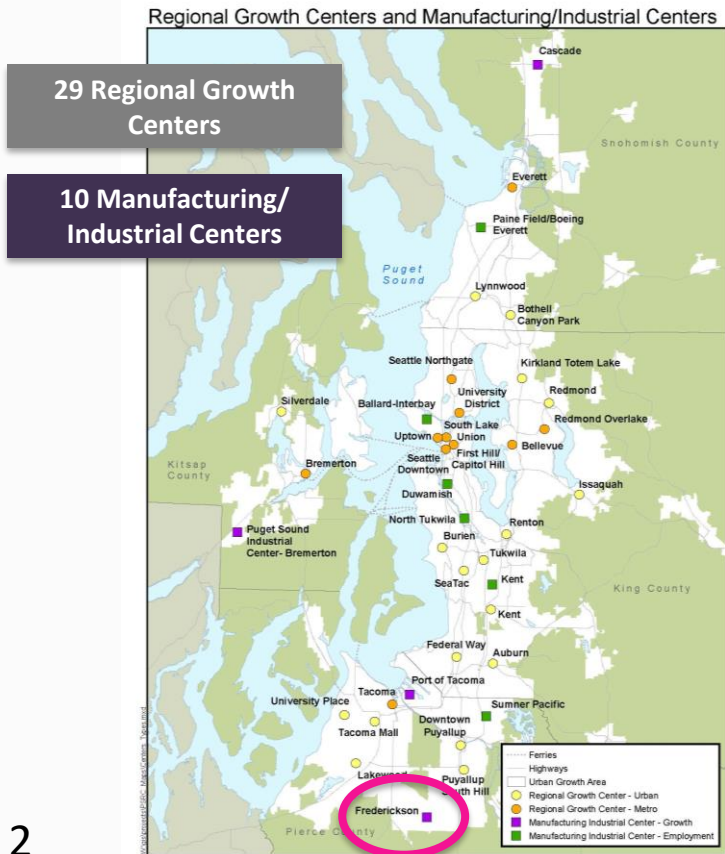 Regional Growth Centers and Manufacturing/Industrial Centers
29 Regional Growth
Centers
10 Manufacturing/
Industrial Centers
Cascade
Snohomish County
Everett
Paine Field/Boeing
Everett
Puget
Sound
Lynnwood
Bothell
Canyon Park
Seattle Northgate
Kirkland Totem Lake
University
District
Redmond
Silverdale
Ballard-Interbay
Redmond Overlake
South Lake
Union
Uptown
Bellevue
First Hill/
Capitol Hill
Seattle
Downtown
Kitsap
County
Bremerton
Issaquah
Duwamish
North Tukwila
Puget Sound
Industrial
Center- Bremerton
Renton
Burien
Tukwila
SeaTac
Kent
King County
Kent
Federal Way
Auburn
Port of Tacoma
Tacoma
University Place
Sumner Pacific
Downtown
Puyallup
Tacoma Mall
Lakewood
Puyallup
South Hill
Frederickson
Pierce County
Ferries
Highways
Urban Growth Area
Regional Growth Center - Urban
Regional Growth Center - Metro
Manufacturing Industrial Center - Growth
Manufacturing Industrial Center - Employment
2